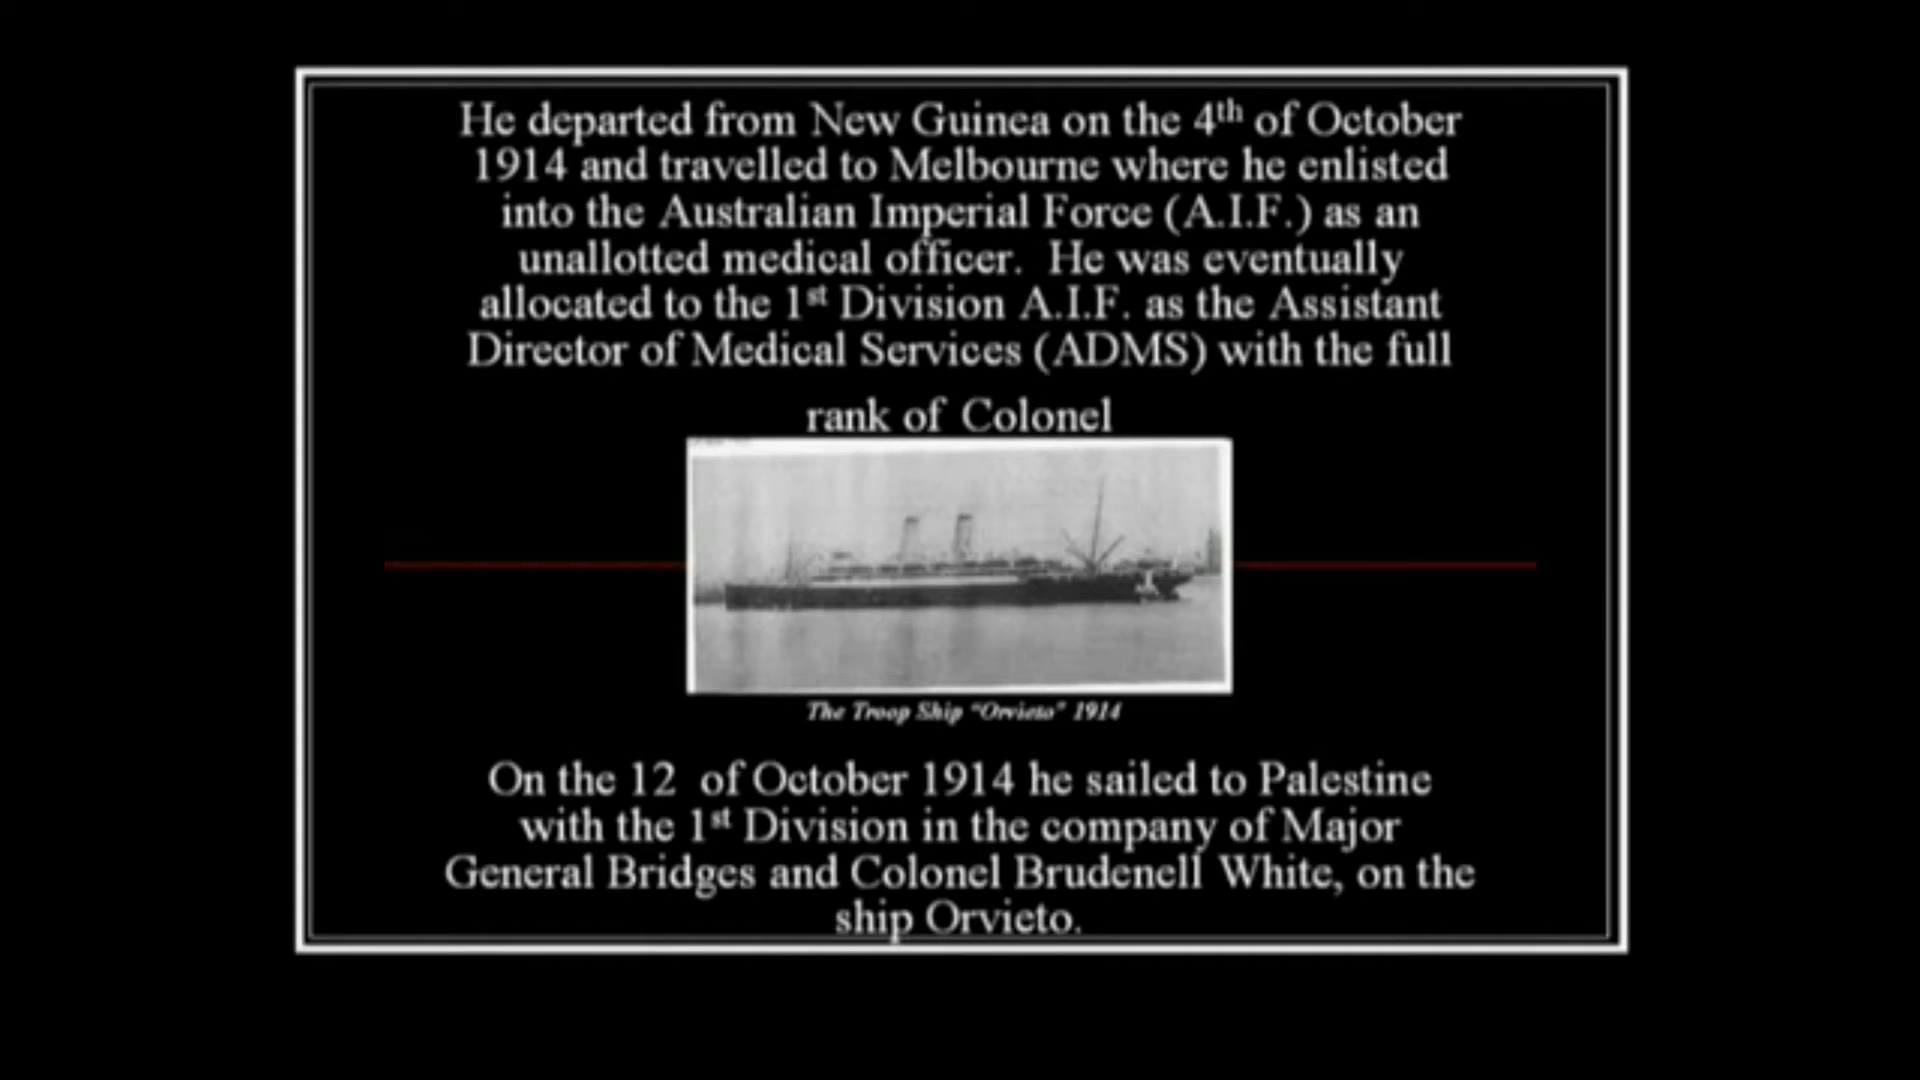 He departed from New Guinea on the 4th of October
1914 and travelled to Melbourne where he enlisted
into the Australian Imperial Force (A.I.F.) as an
unallotted medical officer.  He was eventually
allocated to the 1st Division A.I.F. as the Assistant
Director of Medical Services (ADMS) with the full
rank of Colonel
The Troop Ship "Orvieto" 1914
On the 12  of October 1914 he sailed to Palestine
with the 1st Division in the company of Major
General Bridges and Colonel Brudenell White, on the
ship Orvieto.